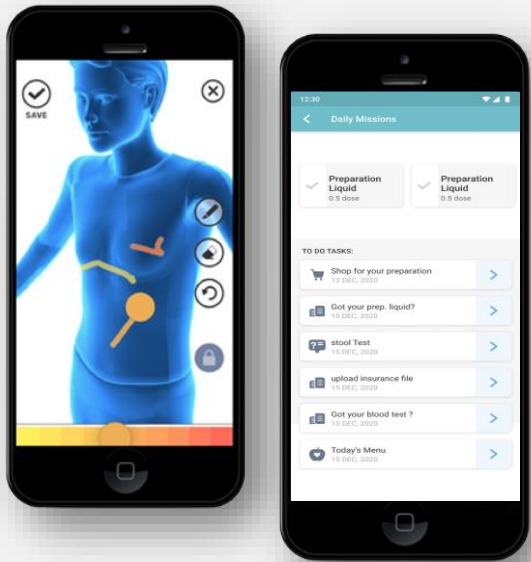 SAVE
12:30
Daily Missions
Preparation
Liquid
0.5 dose
Preparation
Liquid
0.5 dose
TO DO TASKS:
Shop for your preparation
12 DEC, 2020
Got your prep. liquid?
15 DEC, 2020
stool Test
15 DEC, 2020
upload insurance file
15 DEC, 2020
Got your blood test ?
15 DEC, 2020
Today's Menu
15 DEC, 2020